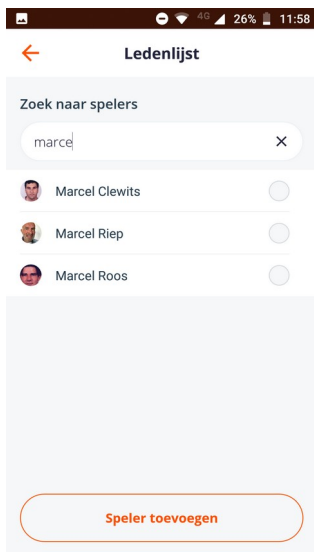 4G 26% 11:58
Ledenlijst
Zoek naar spelers
marce
Marcel Clewits
Marcel Riep
Marcel Roos
Speler toevoegen